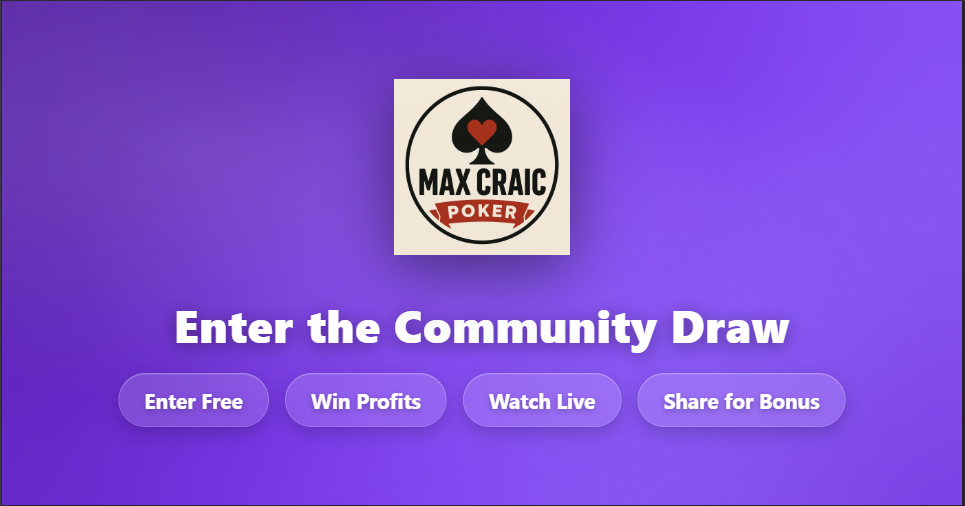 MAX CRAIC
POKER
Enter the Community Draw
Enter Free Win Profits Watch Live Share for Bonus